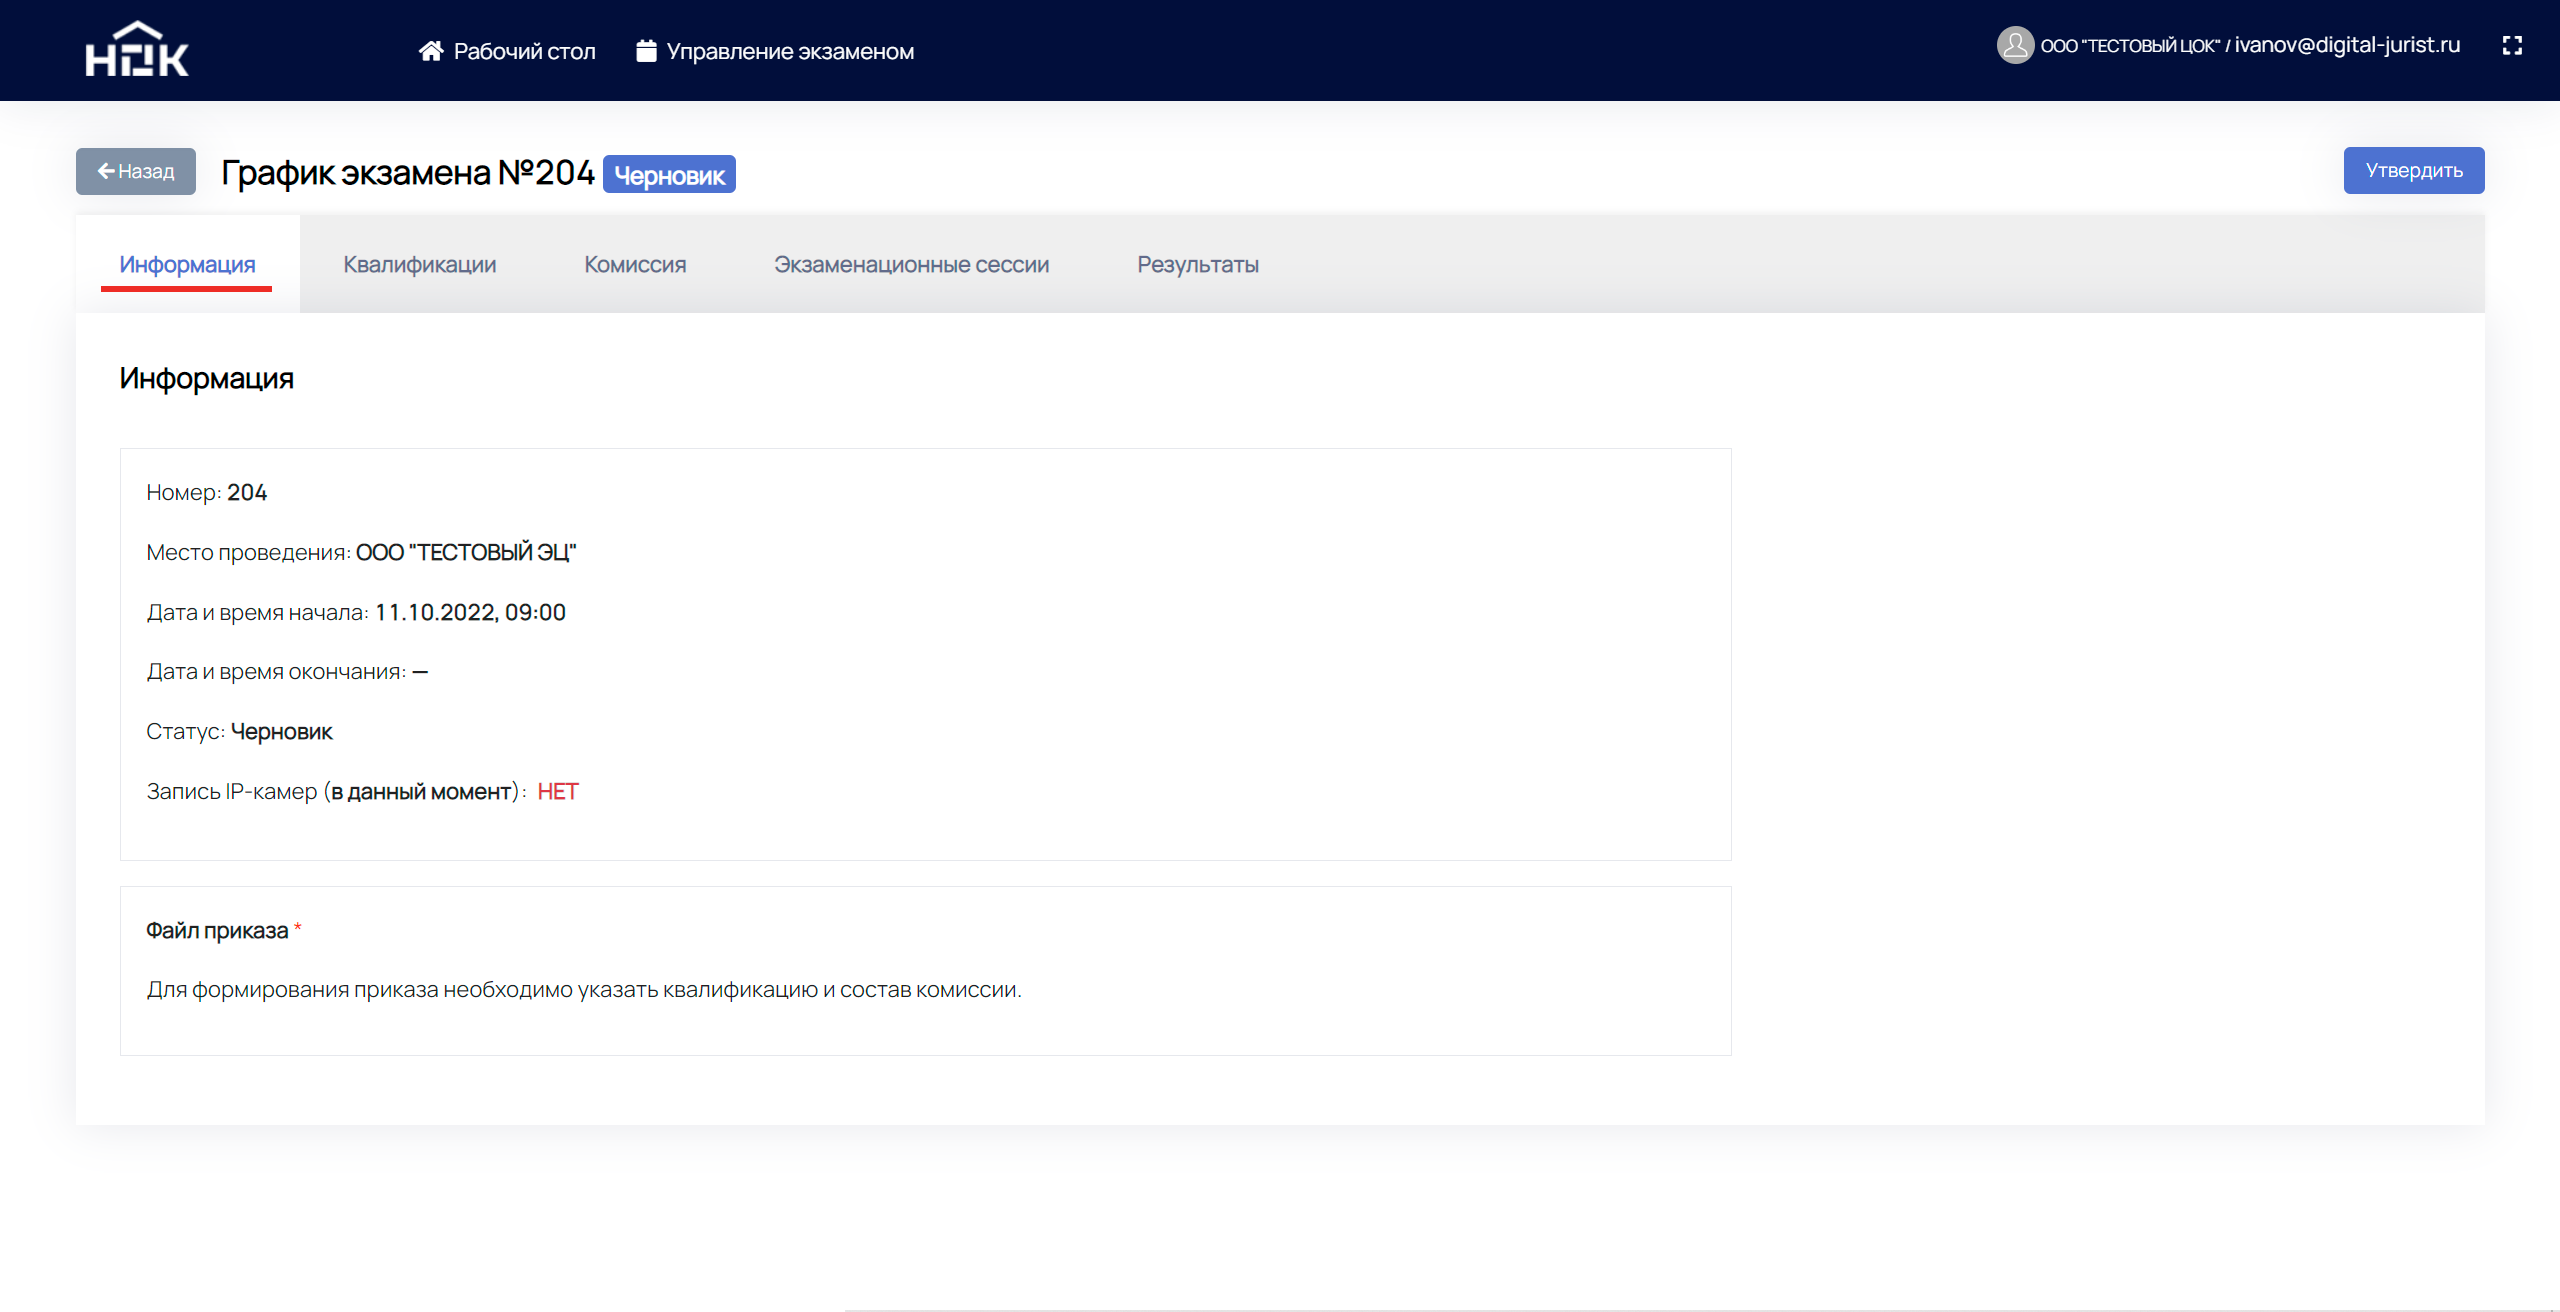 НОК
Рабочий стол
Управление экзаменом
ООО "ТЕСТОВЫЙ ЦОК" / ivanov@digital-jurist.ru
Назад
График экзамена №204 Черновик
Утвердить
Информация
Квалификации
Комиссия
Экзаменационные сессии
Результаты
Информация
Номер: 204
Место проведения: ООО "ТЕСТОВЫЙ ЭЦ"
Дата и время начала: 11.10.2022, 09:00
Дата и время окончания: —
Статус: Черновик
Запись IP-камер (в данный момент): НЕТ
Файл приказа *
Для формирования приказа необходимо указать квалификацию и состав комиссии.